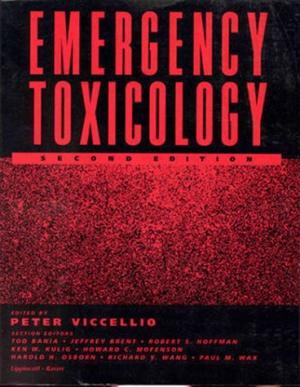 EMERGENCY
TOXICOLOGY
SECOND EDITION
EDITED BY
PETER VICCELLIO
SECTION EDITORS
TOD BANIA • JEFFREY BRENT • ROBERT S. HOFFMAN
KEN W. KULIG • HOWARD C. MOFENSON
HAROLD H. OSBORN • RICHARD Y. WANG • PAUL M. WAX
Lippincott - Raven